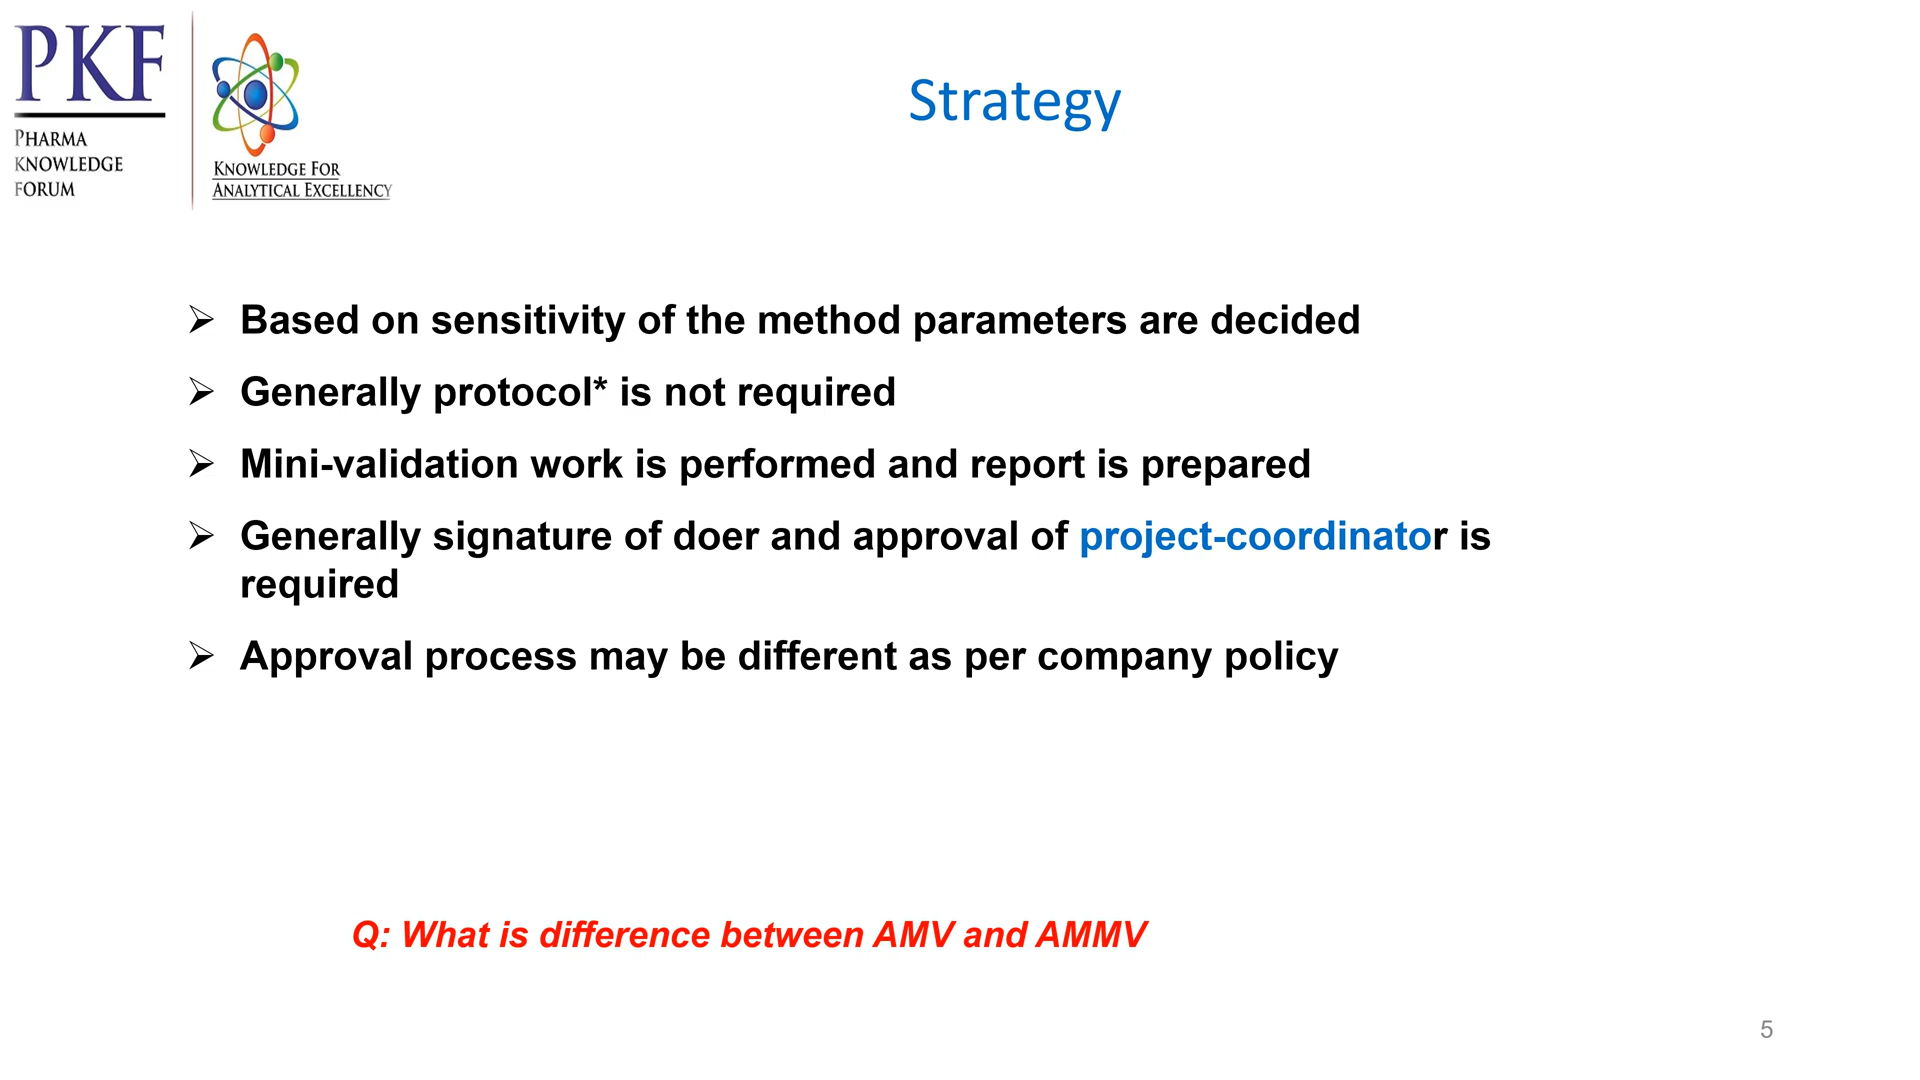 PKF
PHARMA
KNOWLEDGE
FORUM
KNOWLEDGE FOR
ANALYTICAL EXCELLENCY
Strategy
➢ Based on sensitivity of the method parameters are decided
➢ Generally protocol* is not required
➢ Mini-validation work is performed and report is prepared
➢ Generally signature of doer and approval of project-coordinator is
required
➢ Approval process may be different as per company policy
Q: What is difference between AMV and AMMV
5